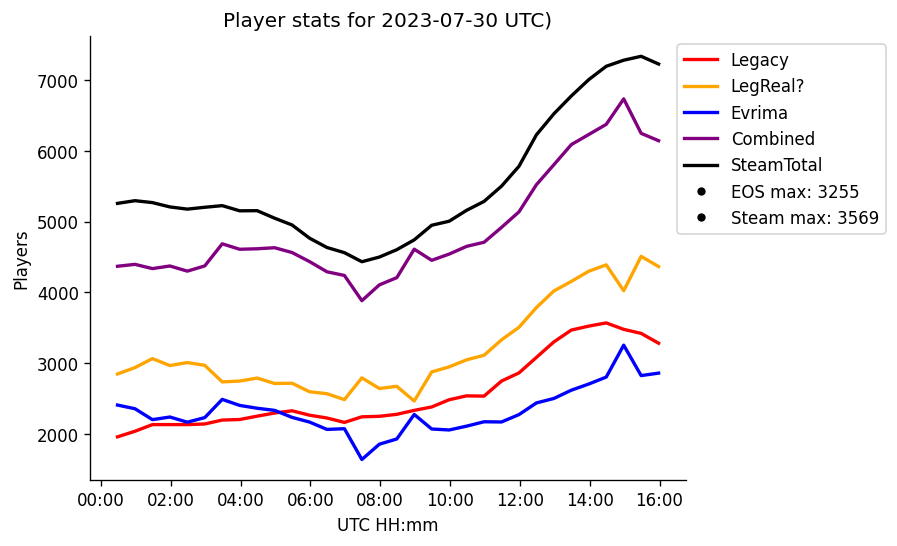 Player stats for 2023-07-30 UTC)
Players
7000
6000
5000
4000
3000
2000
00:00 02:00 04:00 06:00 08:00 10:00 12:00 14:00 16:00
UTC HH:mm
Legacy
LegReal?
Evrima
Combined
SteamTotal
EOS max: 3255
Steam max: 3569